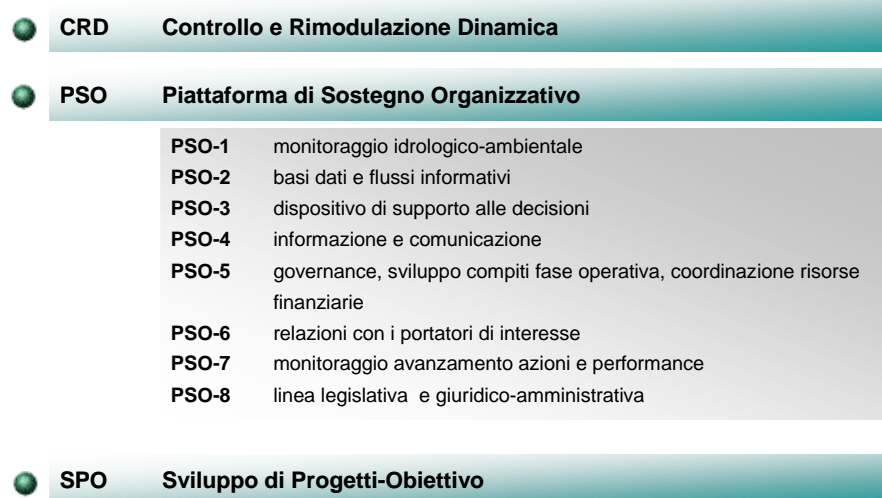 CRD Controllo e Rimodulazione Dinamica
PSO Piattaforma di Sostegno Organizzativo
PSO-1 monitoraggio idrologico-ambientale
PSO-2 basi dati e flussi informativi
PSO-3 dispositivo di supporto alle decisioni
PSO-4 informazione e comunicazione
PSO-5 governance, sviluppo compiti fase operativa, coordinazione risorse
finanziarie
PSO-6 relazioni con i portatori di interesse
PSO-7 monitoraggio avanzamento azioni e performance
PSO-8 linea legislativa e giuridico-amministrativa
SPO Sviluppo di Progetti-Obiettivo